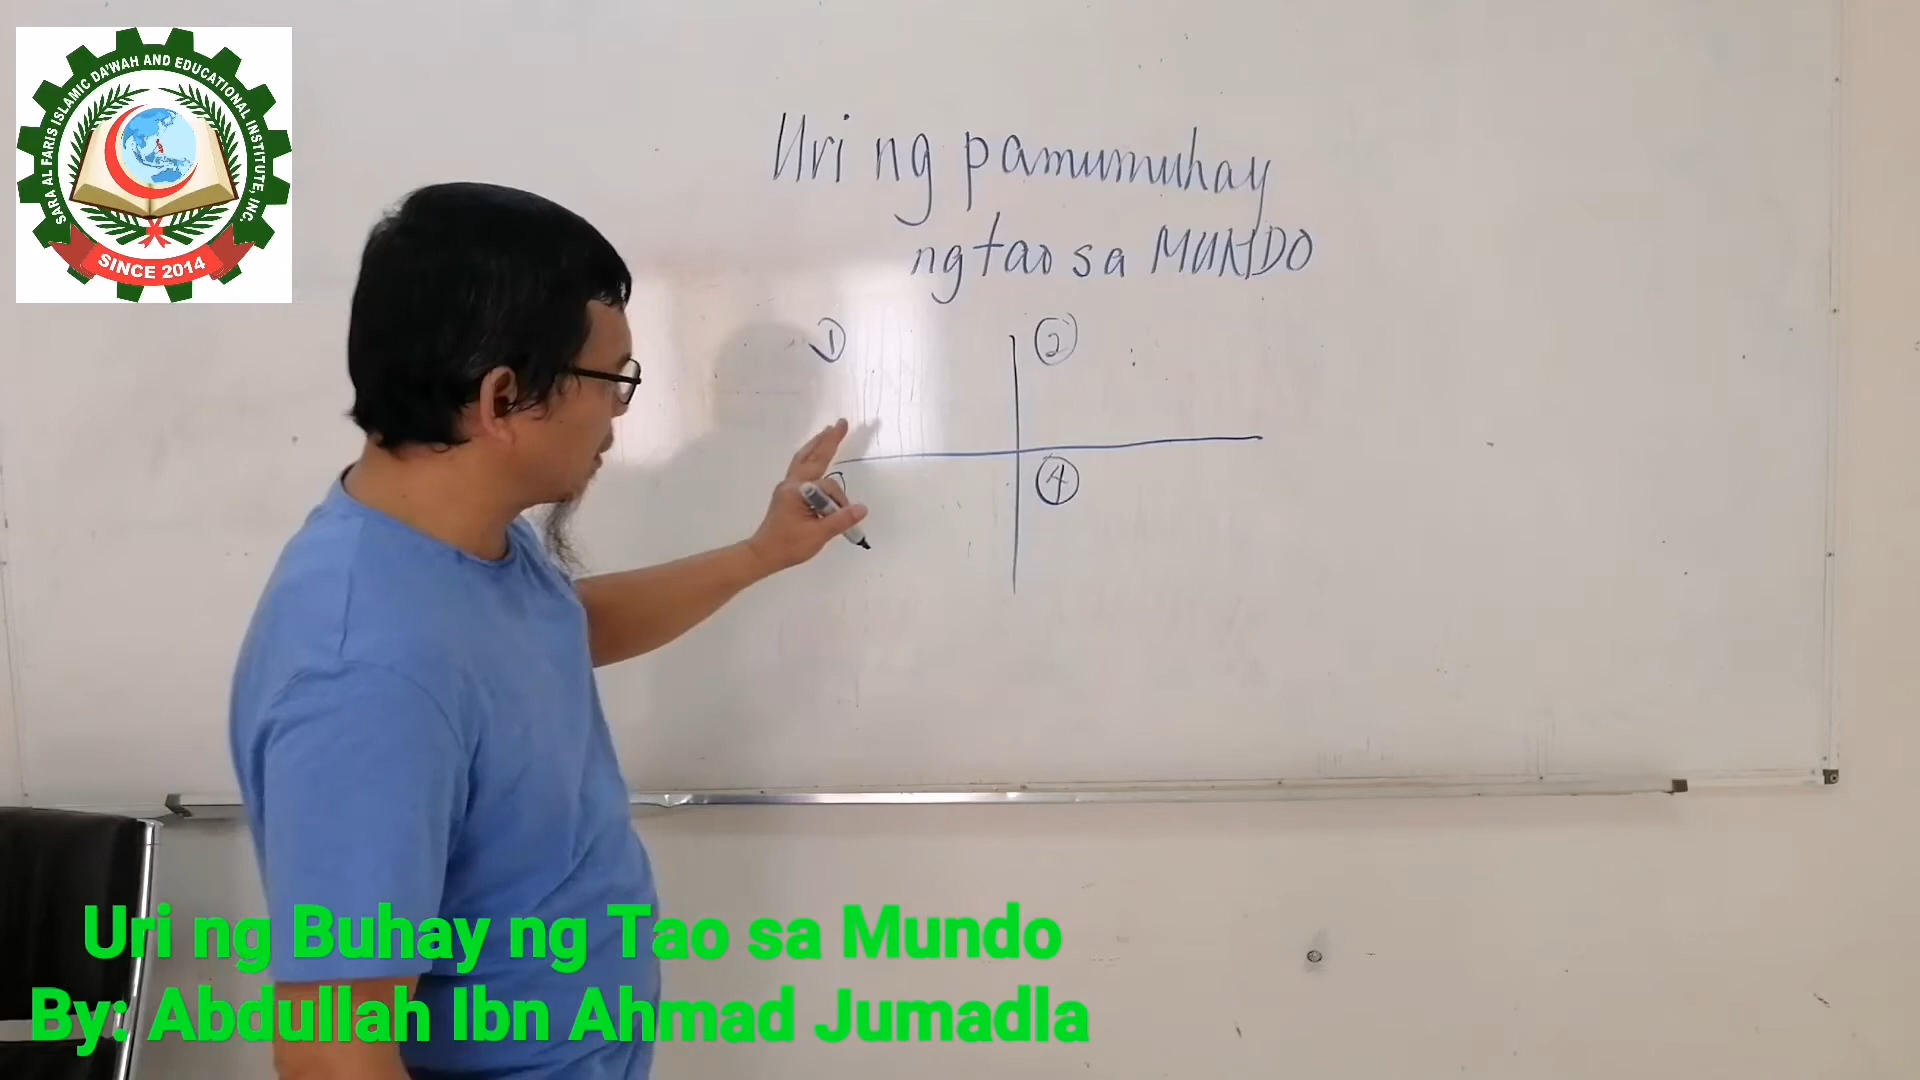 SARA AL FARIS ISLAMIC DA'WAH AND EDUCATIONAL INSTITUTE, INC.
SINCE 2014
Uri ng pamumuhay
ng tao sa MUNDO
1
2
4
Uri ng Buhay ng Tao sa Mundo
By: Abdullah Ibn Ahmad Jumadla